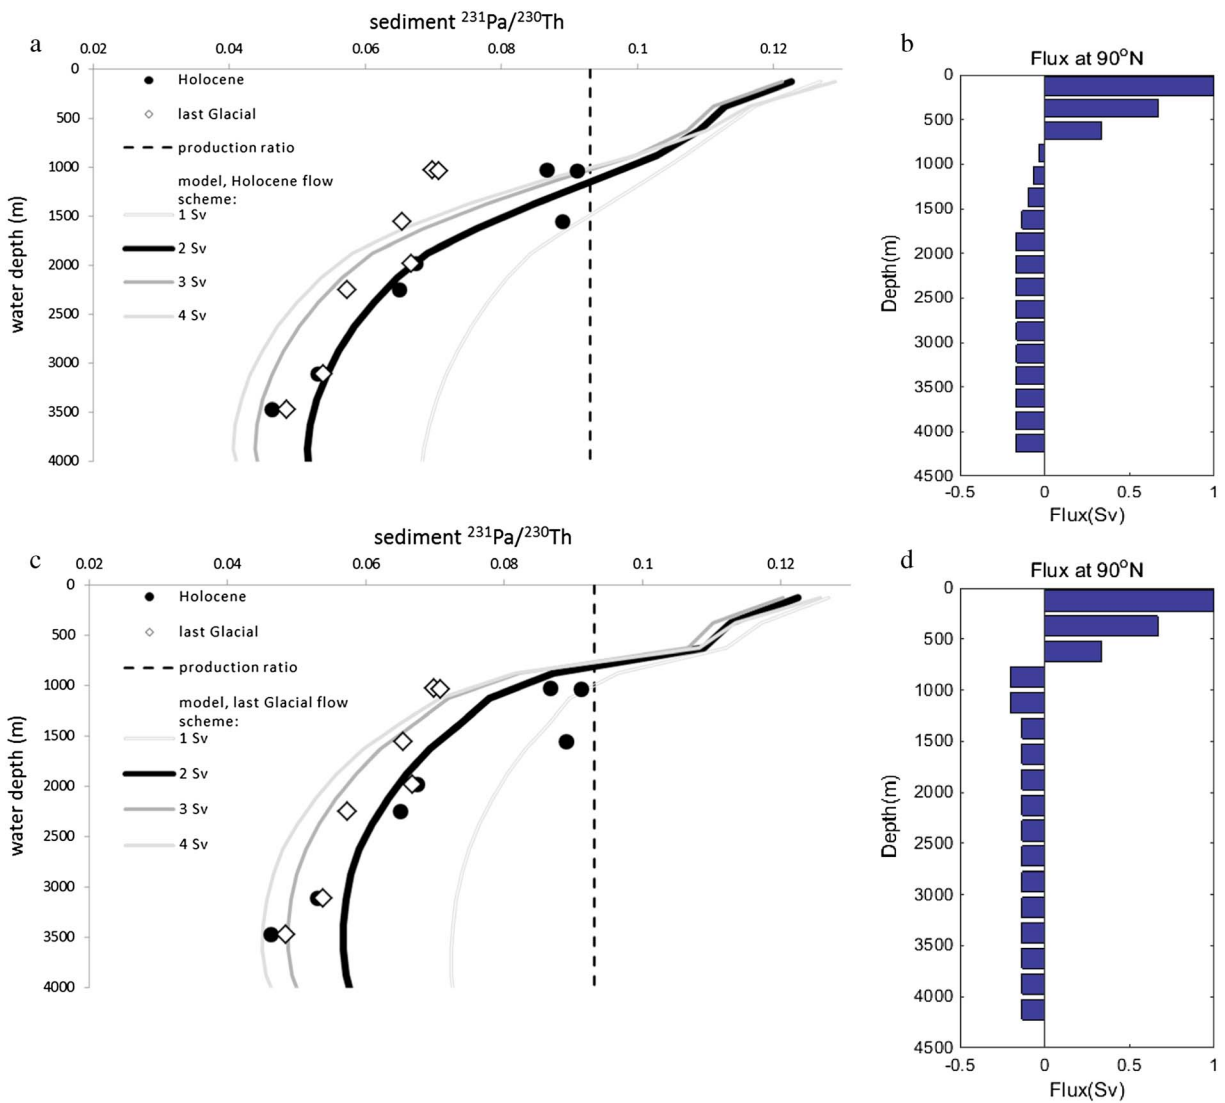 a
sediment ²³¹Pa/²³⁰Th
0.02 0.04 0.06 0.08 0.1 0.12
0
500
1000
1500
2000
2500
3000
3500
4000
water depth (m)
Holocene
last Glacial
production ratio
model, Holocene flow
scheme:
1 Sv
2 Sv
3 Sv
4 Sv
b
Flux at 90°N
0
500
1000
1500
2000
2500
3000
3500
4000
4500
Depth(m)
-0.5 0 0.5 1
Flux(Sv)
c
sediment ²³¹Pa/²³⁰Th
0.02 0.04 0.06 0.08 0.1 0.12
0
500
1000
1500
2000
2500
3000
3500
4000
water depth (m)
Holocene
last Glacial
production ratio
model, last Glacial flow
scheme:
1 Sv
2 Sv
3 Sv
4 Sv
d
Flux at 90°N
0
500
1000
1500
2000
2500
3000
3500
4000
4500
Depth(m)
-0.5 0 0.5 1
Flux(Sv)